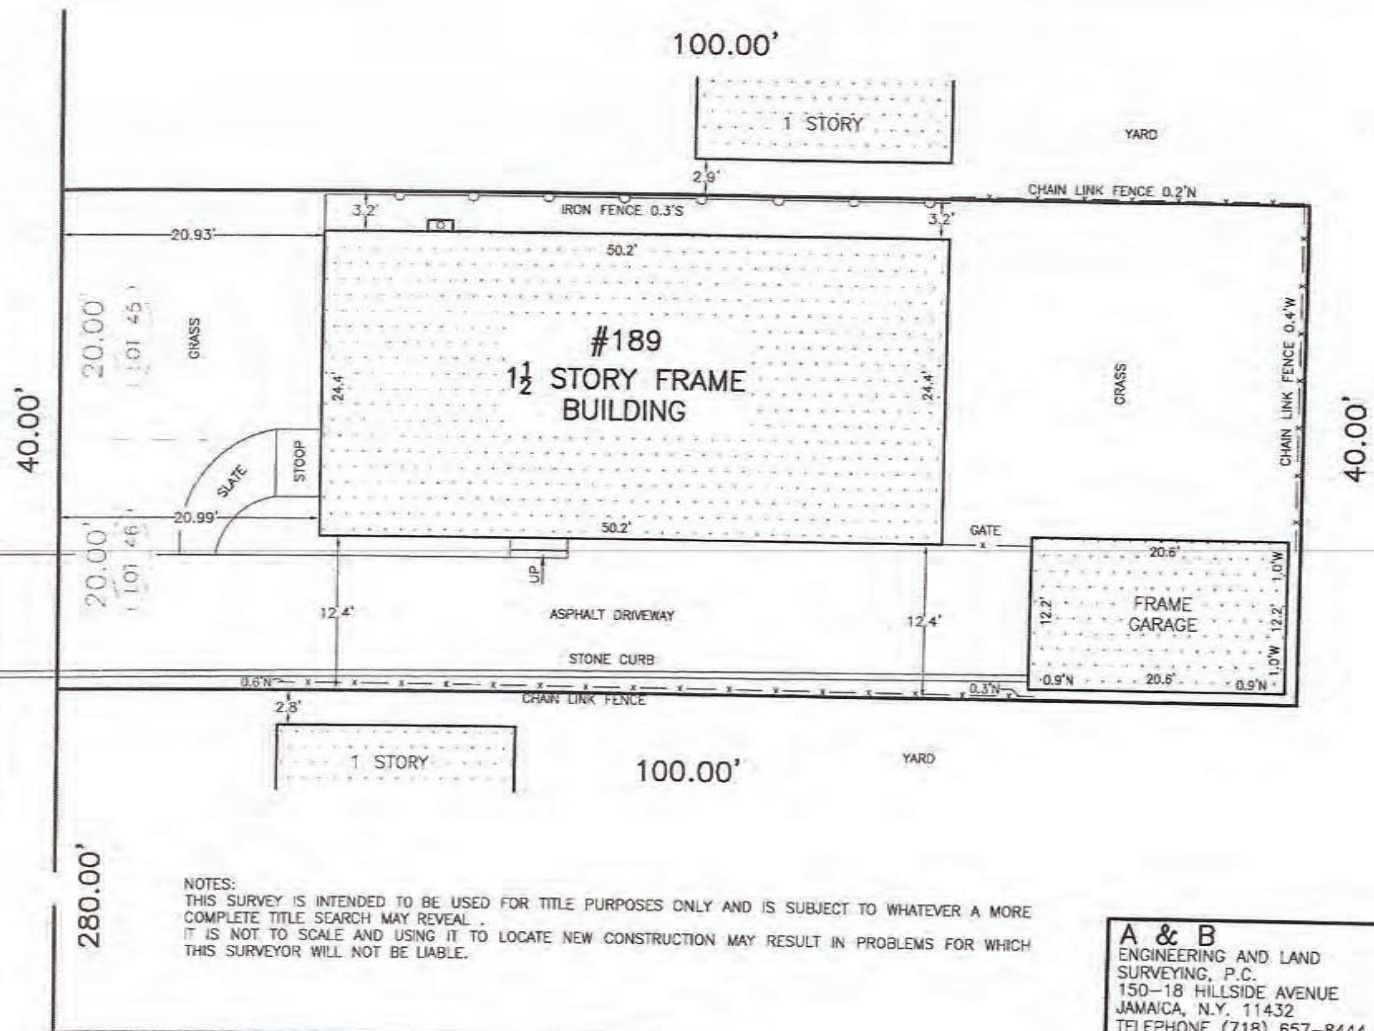 100.00'
1 STORY
YARD
2.9'
CHAIN LINK FENCE 0.2'N
3.2'
IRON FENCE 0.3'S
3.2'
20.93'
50.2'
20.00'
(LOT 45)
GRASS
#189
1½ STORY FRAME
BUILDING
24.4'
24.4'
GRASS
CHAIN LINK FENCE 0.4'W
40.00'
40.00'
SLATE
STOOP
20.99'
50.2'
GATE
20.00'
(LOT 46)
UP
20.6'
1.0'W
12.4'
ASPHALT DRIVEWAY
12.4'
12.2'
FRAME
GARAGE
12.2'
STONE CURB
1.0'W
0.6'N
CHAIN LINK FENCE
0.3'N
0.9'N
20.6'
0.9'N
2.8'
1 STORY
100.00'
YARD
280.00'
NOTES:
THIS SURVEY IS INTENDED TO BE USED FOR TITLE PURPOSES ONLY AND IS SUBJECT TO WHATEVER A MORE
COMPLETE TITLE SEARCH MAY REVEAL .
IT IS NOT TO SCALE AND USING IT TO LOCATE NEW CONSTRUCTION MAY RESULT IN PROBLEMS FOR WHICH
THIS SURVEYOR WILL NOT BE LIABLE.
A & B
ENGINEERING AND LAND
SURVEYING, P.C.
150-18 HILLSIDE AVENUE
JAMAICA, N.Y. 11432
TELEPHONE (718) 657-8444